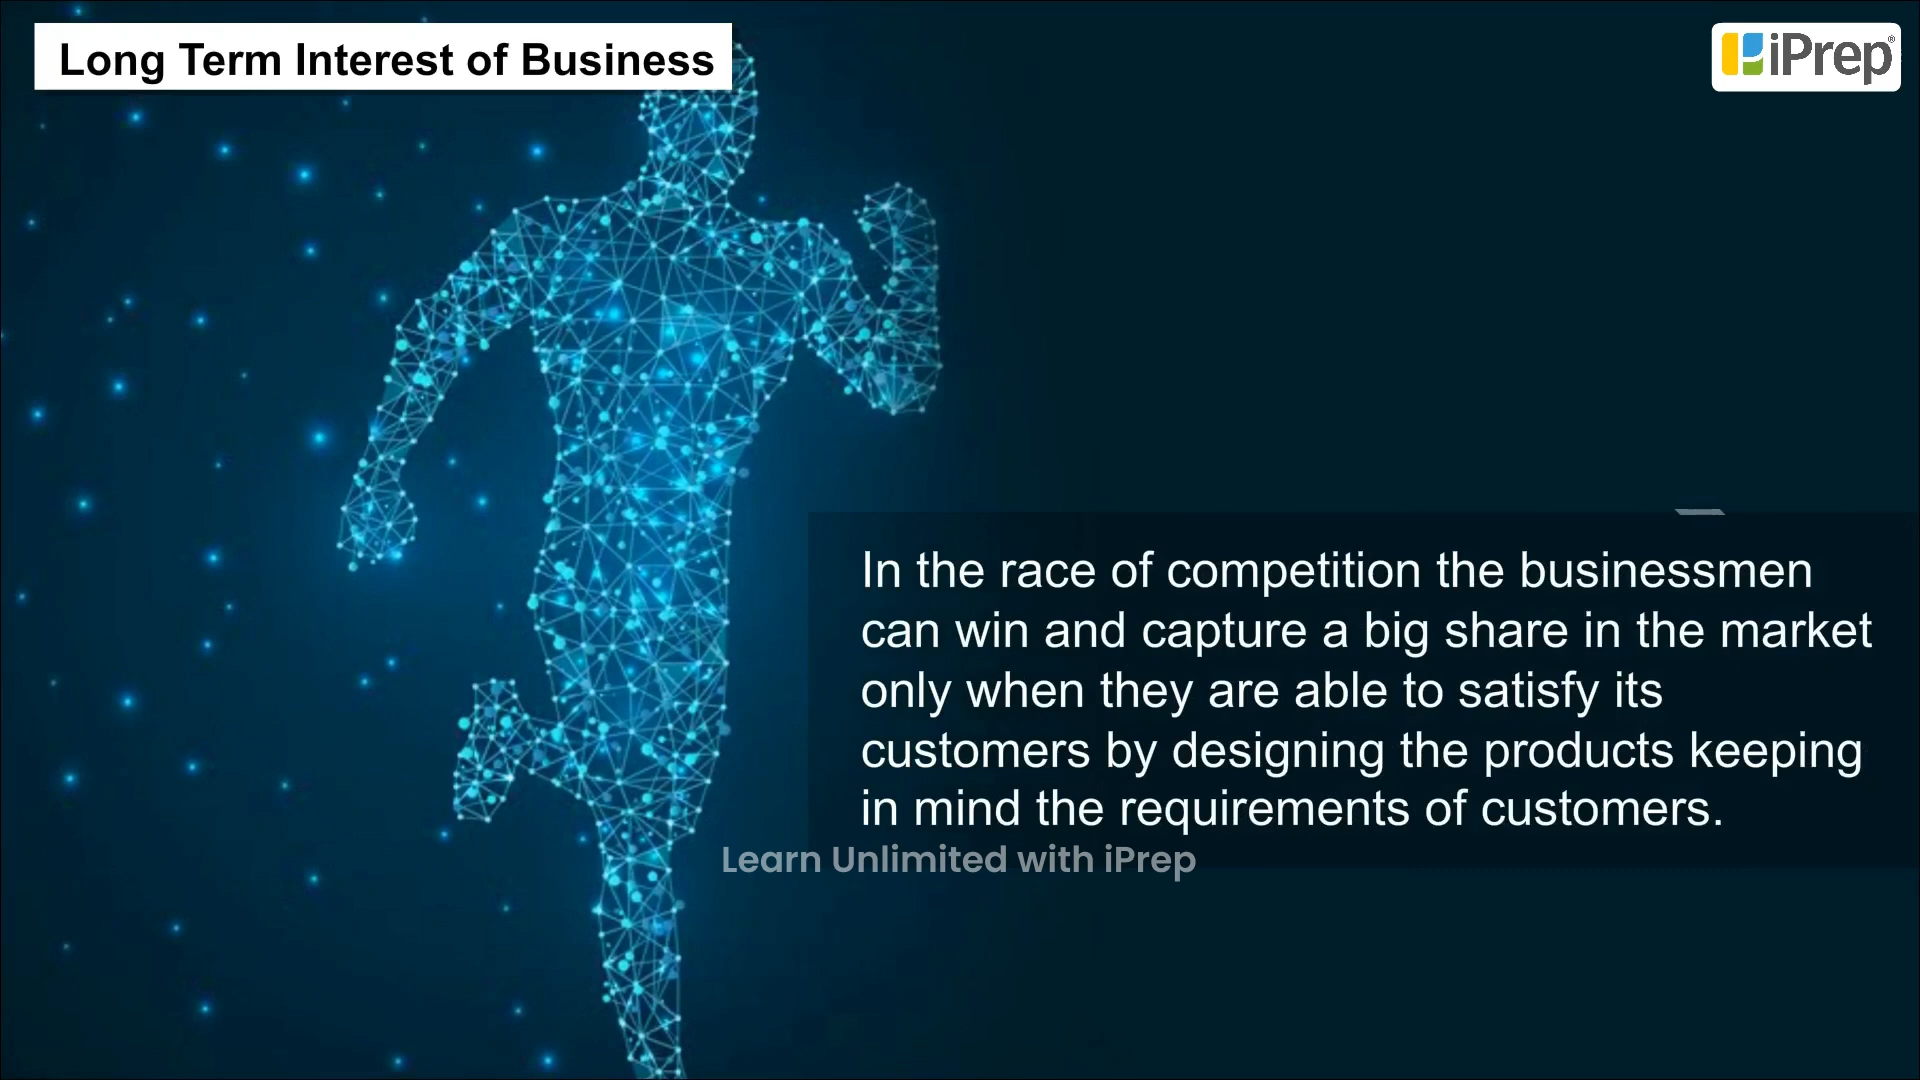 Long Term Interest of Business
iPrep®
In the race of competition the businessmen
can win and capture a big share in the market
only when they are able to satisfy its
customers by designing the products keeping
in mind the requirements of customers.
Learn Unlimited with iPrep